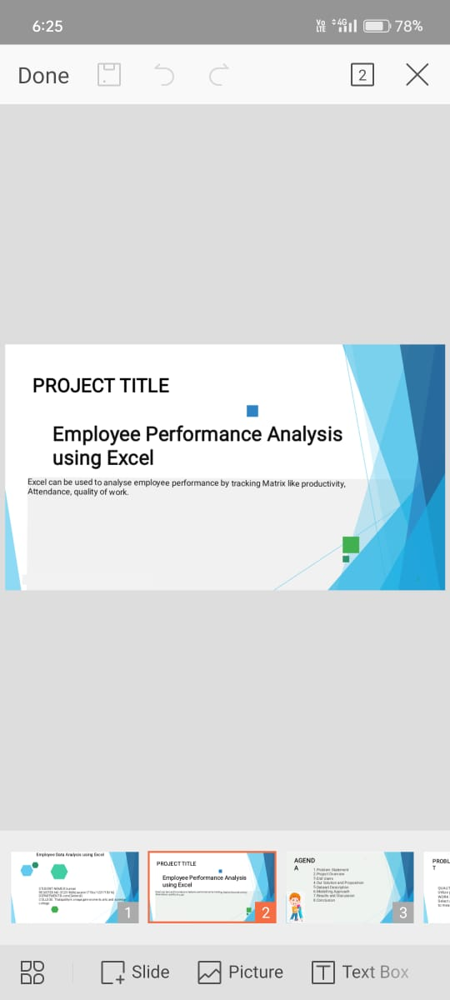 6:25
Vo LTE 4G 78%
Done
2
PROJECT TITLE
Employee Performance Analysis
using Excel
Excel can be used to analyse employee performance by tracking Matrix like productivity,
Attendance, quality of work.
Employee Data Analysis using Excel
1
PROJECT TITLE
Employee Performance Analysis
using Excel
2
AGEND
A
1.Problem Statement
2.Project Overview
3.End Users
4.Our Solution and Proposition
5.Dataset Description
6.Modelling Approach
7.Results and Discussion
8.Conclusion
3
PROBL
T
Slide
Picture
Text Box